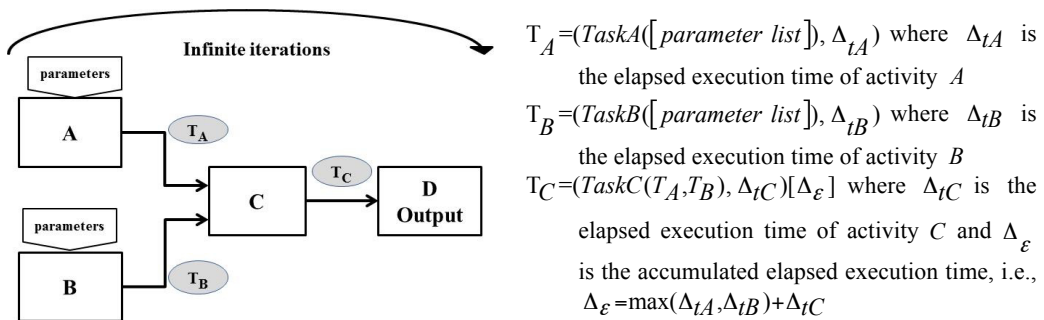 Infinite iterations
parameters
A
T_A
C
T_C
D
Output
parameters
B
T_B
T_A=(TaskA([parameter list]), Δ_tA) where Δ_tA is
the elapsed execution time of activity A
T_B=(TaskB([parameter list]), Δ_tB) where Δ_tB is
the elapsed execution time of activity B
T_C=(TaskC(T_A,T_B), Δ_tC)[Δ_ε] where Δ_tC is the
elapsed execution time of activity C and Δ_ε
is the accumulated elapsed execution time, i.e.,
Δ_ε=max(Δ_tA,Δ_tB)+Δ_tC